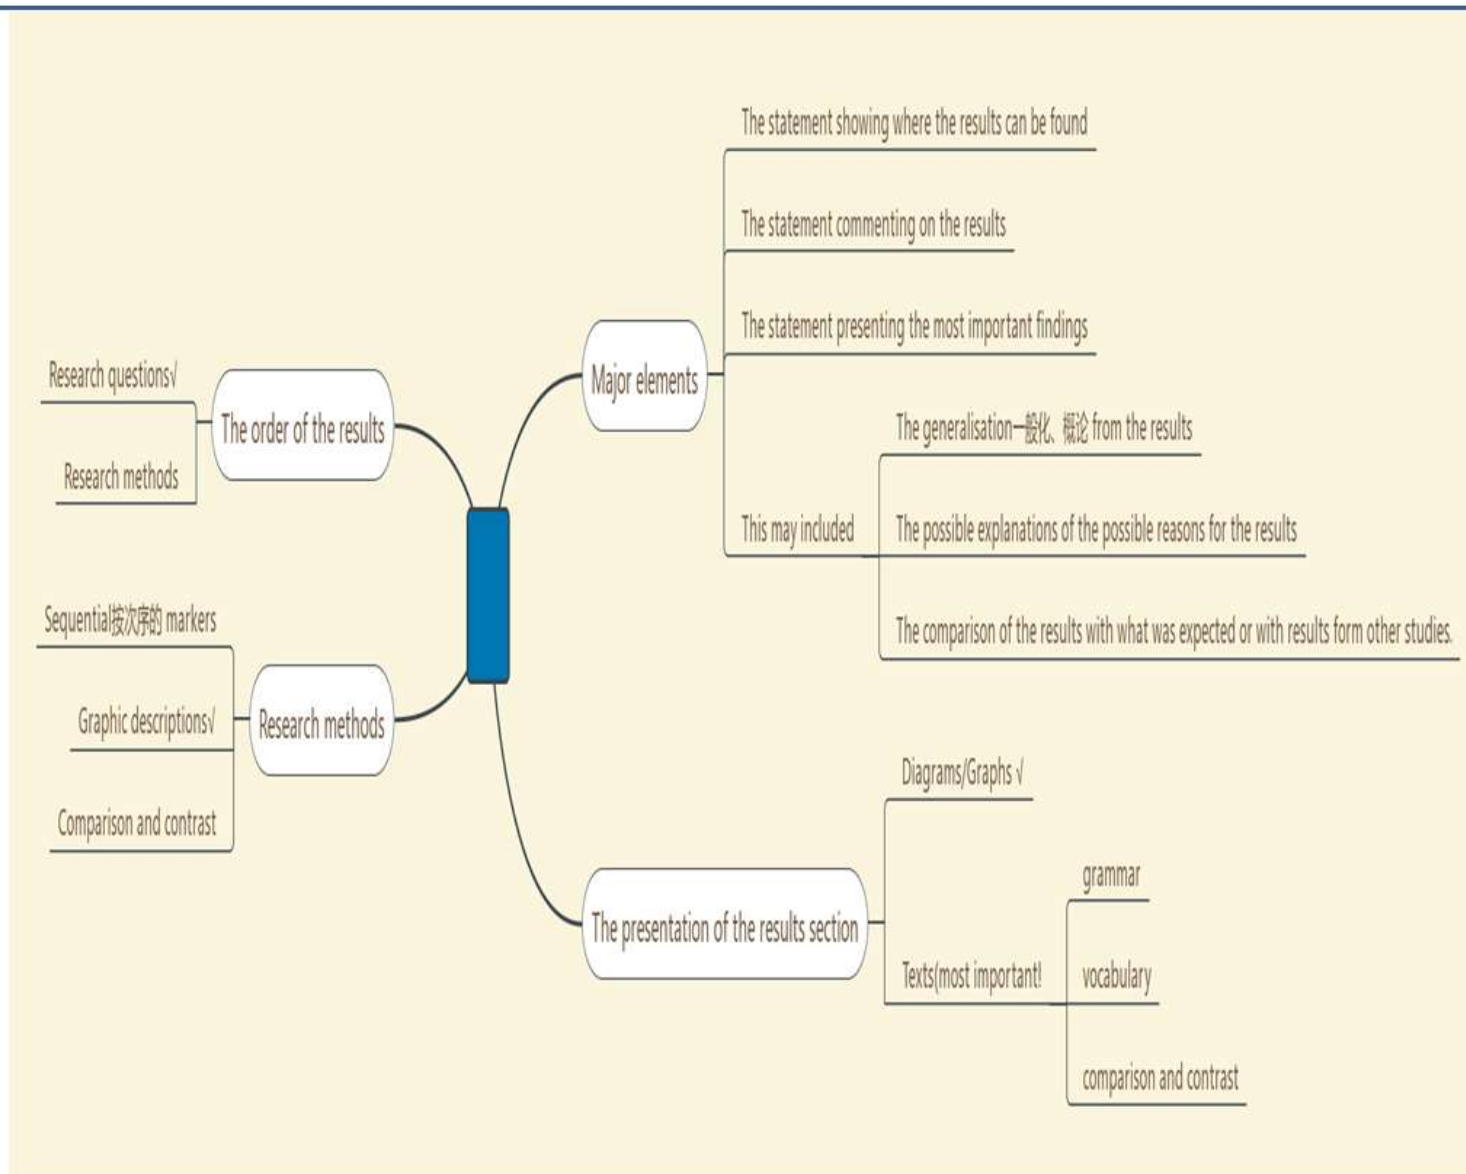 The order of the results
Research questions√
Research methods
Research methods
Sequential按次序的 markers
Graphic descriptions√
Comparison and contrast
Major elements
The statement showing where the results can be found
The statement commenting on the results
The statement presenting the most important findings
This may included
The generalisation一般化、概论 from the results
The possible explanations of the possible reasons for the results
The comparison of the results with what was expected or with results form other studies.
The presentation of the results section
Diagrams/Graphs √
Texts(most important!
grammar
vocabulary
comparison and contrast